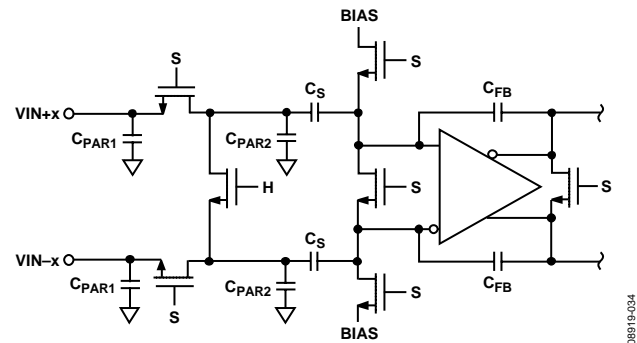 BIAS
S
S
CS
CFB
VIN+x
CPAR1
CPAR2
H
S
S
VIN–x
CS
CPAR1
CPAR2
S
S
CFB
BIAS
08919-034